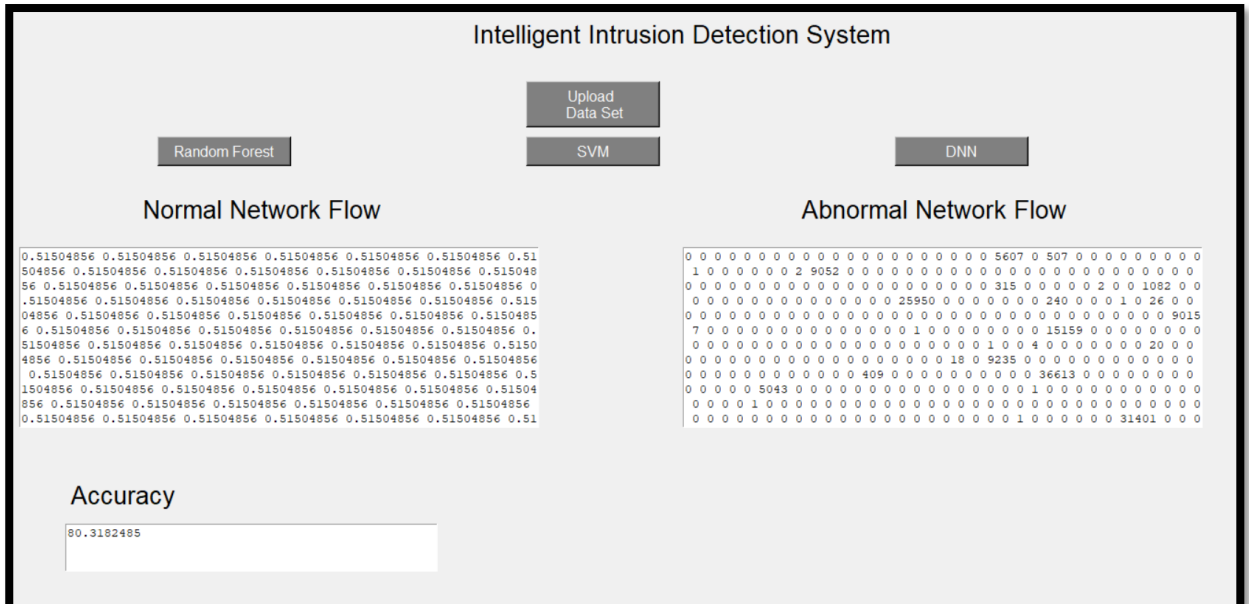 Intelligent Intrusion Detection System
Upload
Data Set
Random Forest
SVM
DNN
Normal Network Flow
0.51504856 0.51504856 0.51504856 0.51504856 0.51504856 0.51504856 0.51
504856 0.51504856 0.51504856 0.51504856 0.51504856 0.51504856 0.515048
56 0.51504856 0.51504856 0.51504856 0.51504856 0.51504856 0.51504856 0
.51504856 0.51504856 0.51504856 0.51504856 0.51504856 0.51504856 0.515
04856 0.51504856 0.51504856 0.51504856 0.51504856 0.51504856 0.5150485
6 0.51504856 0.51504856 0.51504856 0.51504856 0.51504856 0.51504856 0.
51504856 0.51504856 0.51504856 0.51504856 0.51504856 0.51504856 0.5150
4856 0.51504856 0.51504856 0.51504856 0.51504856 0.51504856 0.51504856
0.51504856 0.51504856 0.51504856 0.51504856 0.51504856 0.51504856 0.5
1504856 0.51504856 0.51504856 0.51504856 0.51504856 0.51504856 0.51504
856 0.51504856 0.51504856 0.51504856 0.51504856 0.51504856 0.51504856
0.51504856 0.51504856 0.51504856 0.51504856 0.51504856 0.51504856 0.51
Abnormal Network Flow
0 0 0 0 0 0 0 0 0 0 0 0 0 0 0 0 0 0 0 0 0 5607 0 507 0 0 0 0 0 0 0 0 0
1 0 0 0 0 0 0 2 9052 0 0 0 0 0 0 0 0 0 0 0 0 0 0 0 0 0 0 0 0 0 0 0 0
0 0 0 0 0 0 0 0 0 0 0 0 0 0 0 0 0 0 0 0 0 315 0 0 0 0 0 2 0 0 1082 0 0
0 0 0 0 0 0 0 0 0 0 0 0 0 0 25950 0 0 0 0 0 0 0 240 0 0 0 1 0 26 0 0
0 0 0 0 0 0 0 0 0 0 0 0 0 0 0 0 0 0 0 0 0 0 0 0 0 0 0 0 0 0 0 0 0 9015
7 0 0 0 0 0 0 0 0 0 0 0 0 0 0 1 0 0 0 0 0 0 0 0 15159 0 0 0 0 0 0 0 0
0 0 0 0 0 0 0 0 0 0 0 0 0 0 0 0 0 0 0 0 1 0 0 4 0 0 0 0 0 0 0 20 0 0
0 0 0 0 0 0 0 0 0 0 0 0 0 0 0 0 0 0 18 0 9235 0 0 0 0 0 0 0 0 0 0 0 0
0 0 0 0 0 0 0 0 0 0 0 0 409 0 0 0 0 0 0 0 0 0 0 36613 0 0 0 0 0 0 0 0
0 0 0 0 0 5043 0 0 0 0 0 0 0 0 0 0 0 0 0 0 0 0 1 0 0 0 0 0 0 0 0 0 0 0
0 0 0 0 1 0 0 0 0 0 0 0 0 0 0 0 0 0 0 0 0 0 0 0 0 0 0 0 0 0 0 0 0 0 0
0 0 0 0 0 0 0 0 0 0 0 0 0 0 0 0 0 0 0 0 0 0 1 0 0 0 0 0 0 31401 0 0 0
Accuracy
80.3182485